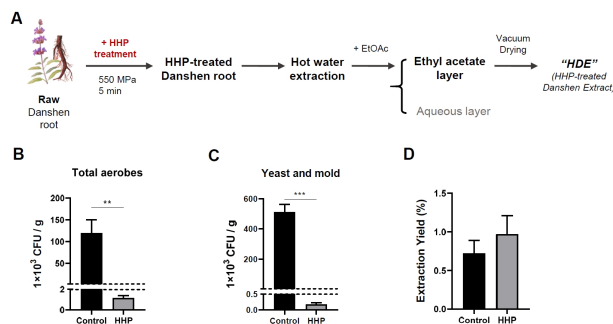 A
+ HHP
treatment
550 MPa
5 min
Raw
Danshen
root
HHP-treated
Danshen root
Hot water
extraction
+ EtOAc
Ethyl acetate
layer
Aqueous layer
Vacuum
Drying
“HDE”
(HHP-treated
Danshen Extract)
B
Total aerobes
1×10³ CFU / g
200
150
100
50
2
0
**
Control
HHP
C
Yeast and mold
1×10³ CFU / g
600
400
200
0.5
0.0
***
Control
HHP
D
Extraction Yield (%)
1.5
1.0
0.5
0.0
Control
HHP